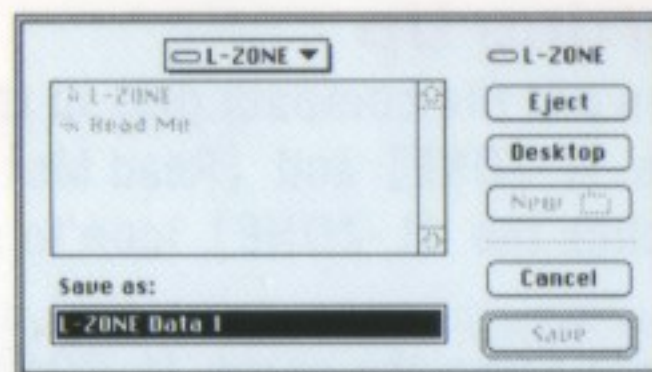 L-ZONE
L-ZONE
L-ZONE
Read Me
Eject
Desktop
New
Cancel
Save as:
L-ZONE Data 1
Save